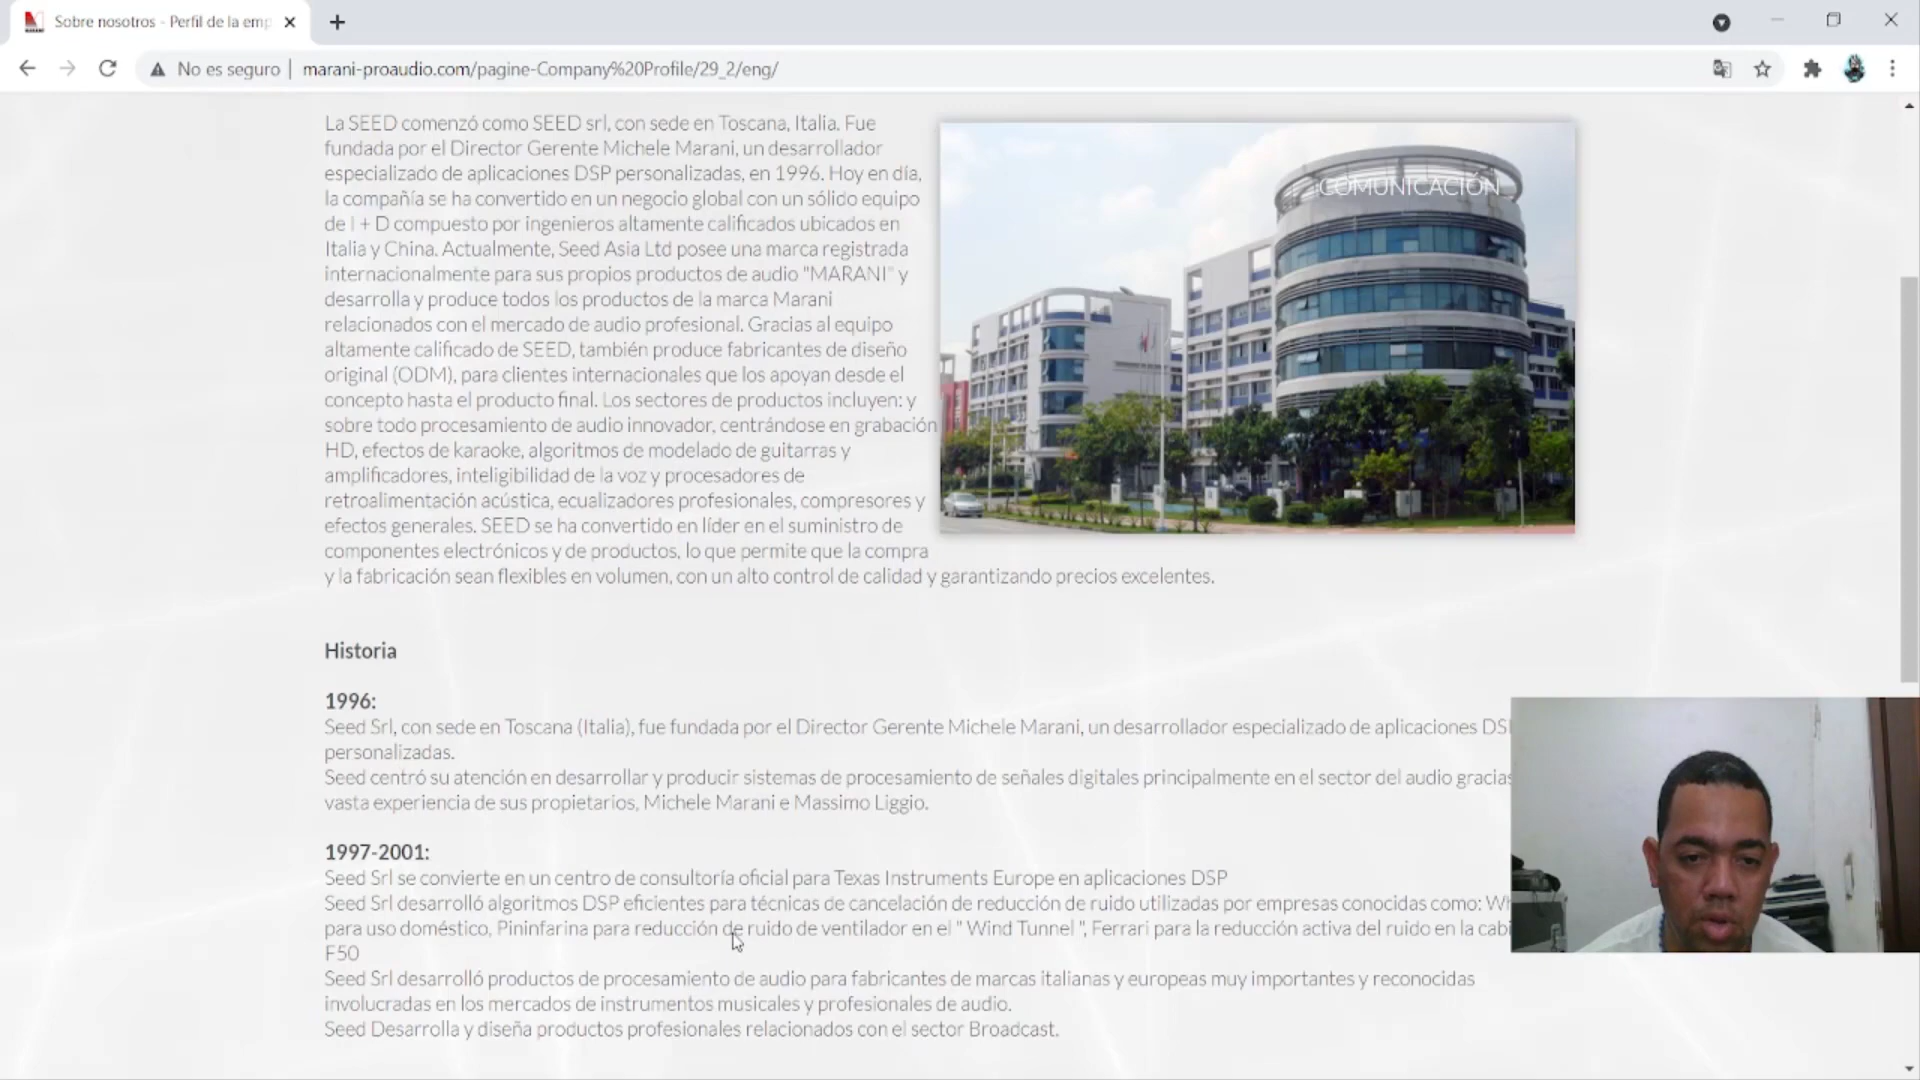 Sobre nosotros - Perfil de la emp
No es seguro
marani-proaudio.com/pagine-Company%20Profile/29_2/eng/
La SEED comenzó como SEED srl, con sede en Toscana, Italia. Fue
fundada por el Director Gerente Michele Marani, un desarrollador
especializado de aplicaciones DSP personalizadas, en 1996. Hoy en día,
la compañía se ha convertido en un negocio global con un sólido equipo
de I + D compuesto por ingenieros altamente calificados ubicados en
Italia y China. Actualmente, Seed Asia Ltd posee una marca registrada
internacionalmente para sus propios productos de audio "MARANI" y
desarrolla y produce todos los productos de la marca Marani
relacionados con el mercado de audio profesional. Gracias al equipo
altamente calificado de SEED, también produce fabricantes de diseño
original (ODM), para clientes internacionales que los apoyan desde el
concepto hasta el producto final. Los sectores de productos incluyen: y
sobre todo procesamiento de audio innovador, centrándose en grabación
HD, efectos de karaoke, algoritmos de modelado de guitarras y
amplificadores, inteligibilidad de la voz y procesadores de
retroalimentación acústica, ecualizadores profesionales, compresores y
efectos generales. SEED se ha convertido en líder en el suministro de
componentes electrónicos y de productos, lo que permite que la compra
y la fabricación sean flexibles en volumen, con un alto control de calidad y garantizando precios excelentes.
COMUNICACIÓN
Historia
1996:
Seed Srl, con sede en Toscana (Italia), fue fundada por el Director Gerente Michele Marani, un desarrollador especializado de aplicaciones
personalizadas.
Seed centró su atención en desarrollar y producir sistemas de procesamiento de señales digitales principalmente en el sector del audio gracias
vasta experiencia de sus propietarios, Michele Marani e Massimo Liggio.
1997-2001:
Seed Srl se convierte en un centro de consultoría oficial para Texas Instruments Europe en aplicaciones DSP
Seed Srl desarrolló algoritmos DSP eficientes para técnicas de cancelación de reducción de ruido utilizadas por empresas conocidas como:
para uso doméstico, Pininfarina para reducción de ruido de ventilador en el " Wind Tunnel ", Ferrari para la reducción activa del ruido en la cabi
F50
Seed Srl desarrolló productos de procesamiento de audio para fabricantes de marcas italianas y europeas muy importantes y reconocidas
involucradas en los mercados de instrumentos musicales y profesionales de audio.
Seed Desarrolla y diseña productos profesionales relacionados con el sector Broadcast.